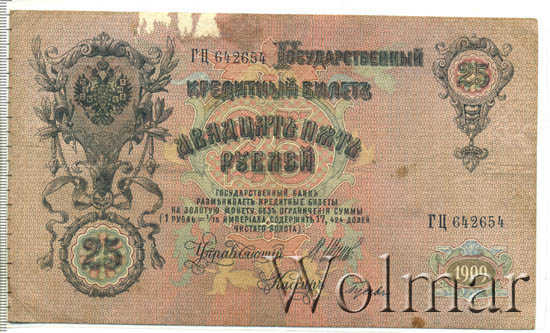 ГЦ 642654 ГОСУДАРСТВЕННЫЙ
25
КРЕДИТНЫЙ БИЛЕТЪ
ДВАДЦАТЬ ПЯТЬ
РУБЛЕЙ
ГОСУДАРСТВЕННЫЙ БАНКЪ
РАЗМѢНИВАЕТЪ КРЕДИТНЫЕ БИЛЕТЫ
НА ЗОЛОТУЮ МОНЕТУ БЕЗЪ ОГРАНИЧЕНІЯ СУММЫ
(1 РУБЛЬ = 1/15 ИМПЕРІАЛА, СОДЕРЖИТЪ 17,424 ДОЛЕЙ
ЧИСТАГО ЗОЛОТА)
ГЦ 642654
25
Управляющій
Кассиръ
1909
Wolmar